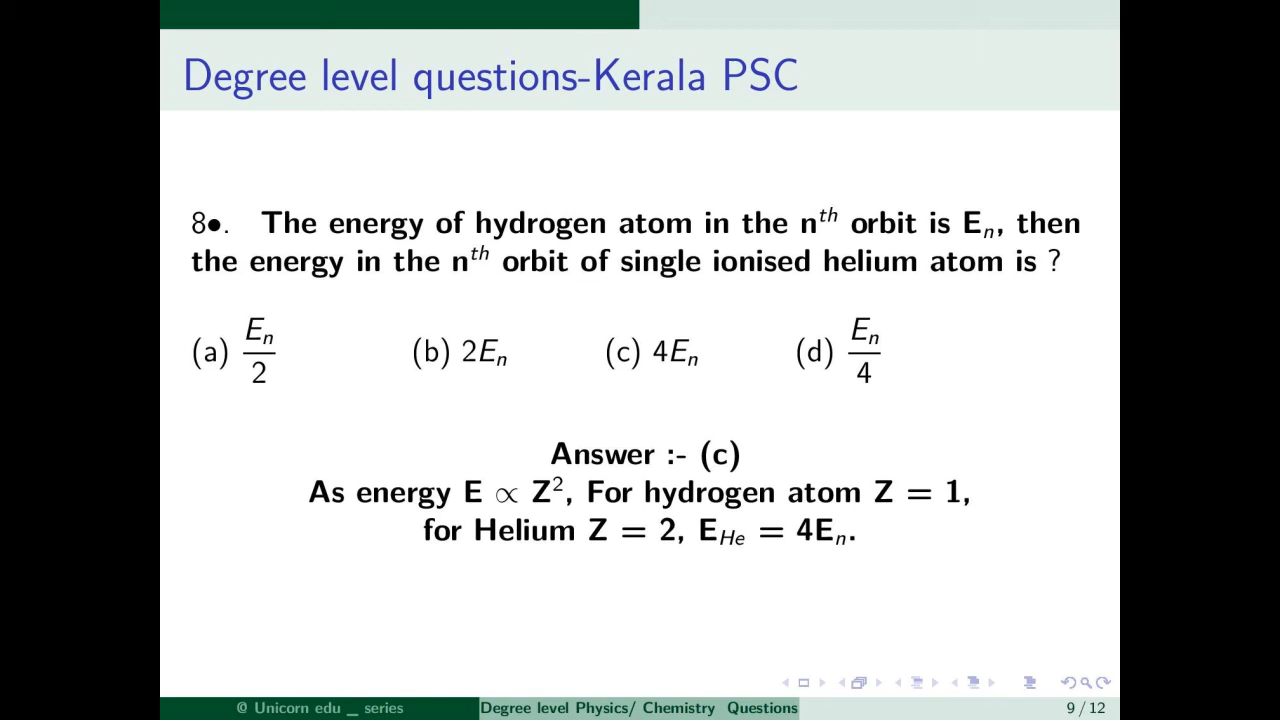 Degree level questions-Kerala PSC
8•. The energy of hydrogen atom in the nᵗʰ orbit is Eₙ, then
the energy in the nᵗʰ orbit of single ionised helium atom is ?
(a) Eₙ/2 (b) 2Eₙ (c) 4Eₙ (d) Eₙ/4
Answer :- (c)
As energy E ∝ Z², For hydrogen atom Z = 1,
for Helium Z = 2, E_He = 4Eₙ.
@ Unicorn edu _ series Degree level Physics/ Chemistry Questions 9 / 12